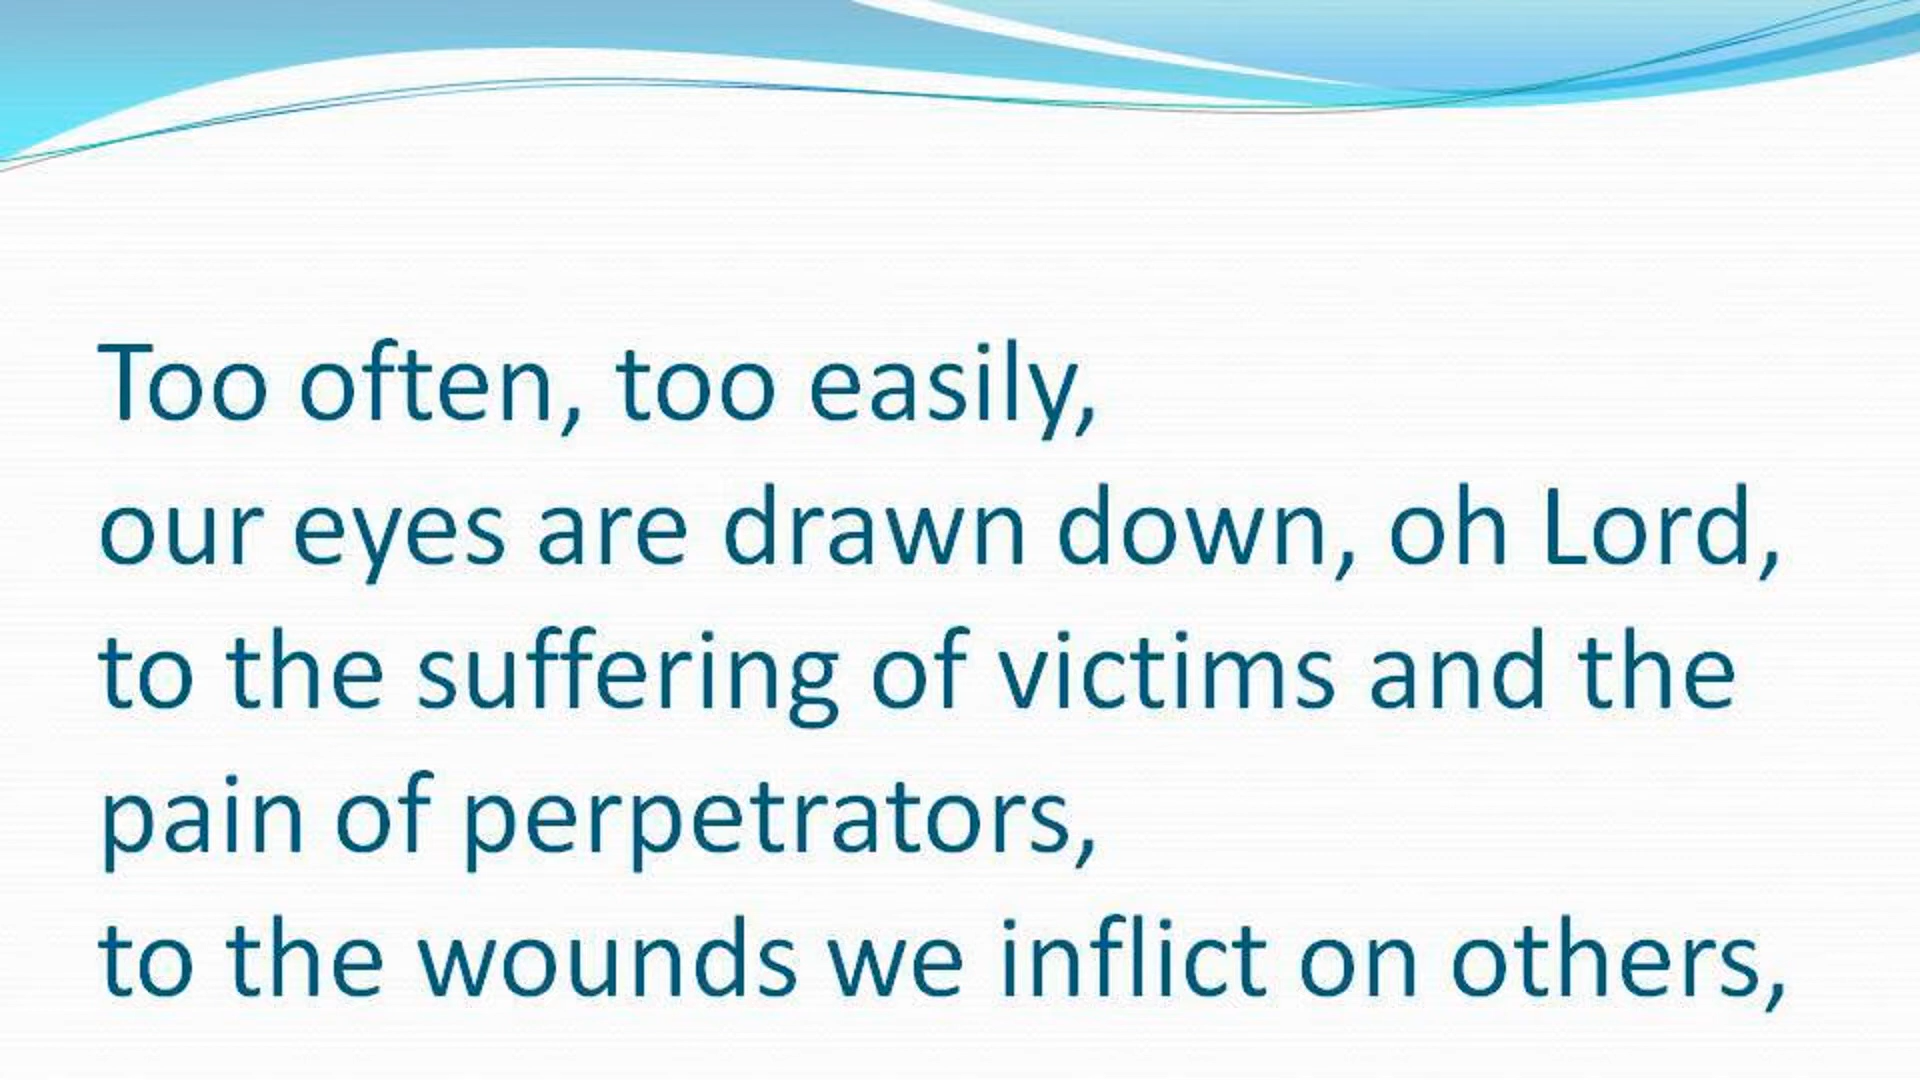 Too often, too easily,
our eyes are drawn down, oh Lord,
to the suffering of victims and the
pain of perpetrators,
to the wounds we inflict on others,